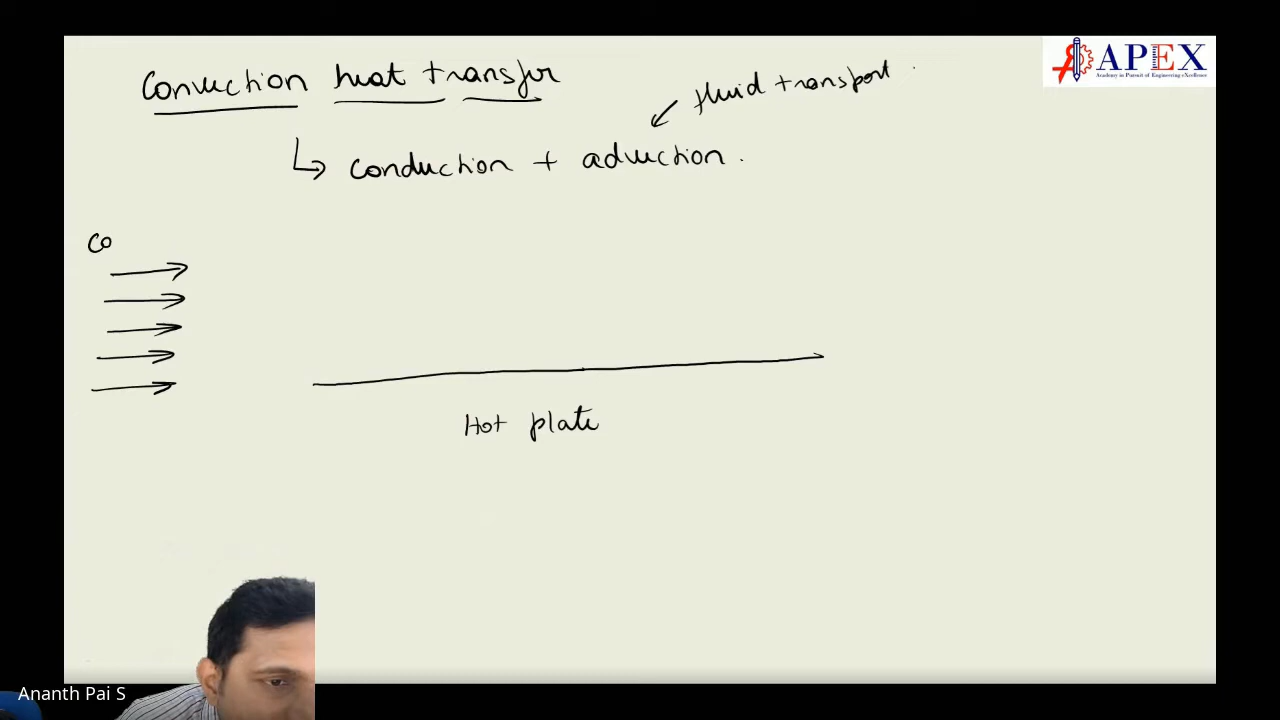 Convection heat transfer
fluid transport
conduction + advection.
Co
Hot plate
APEX
Academy in Pursuit of Engineering eXcellence
Ananth Pai S